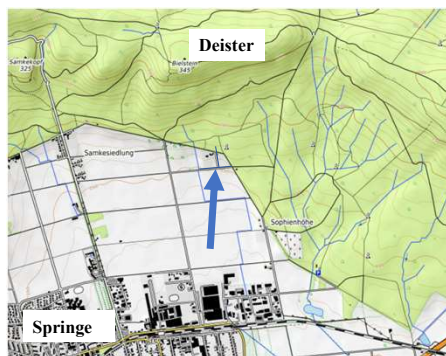 Deister
Samkekopf
325
Bielstein
345
Samkesiedlung
Sophienhöhe
Springe